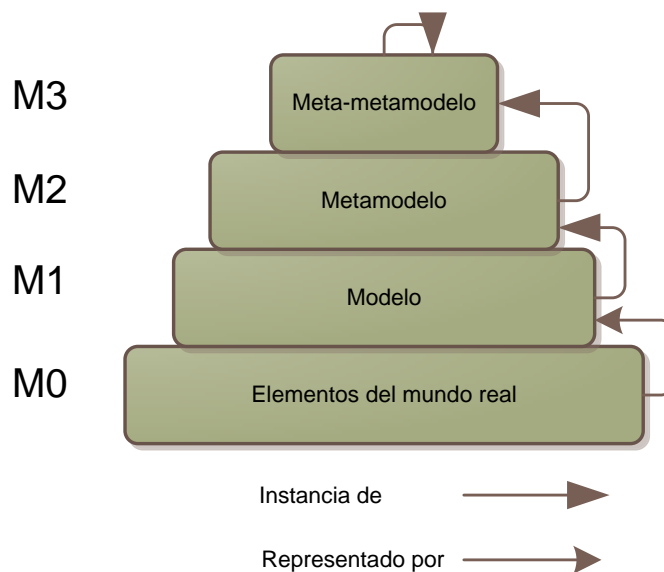 M3
Meta-metamodelo
M2
Metamodelo
M1
Modelo
M0
Elementos del mundo real
Instancia de
Representado por